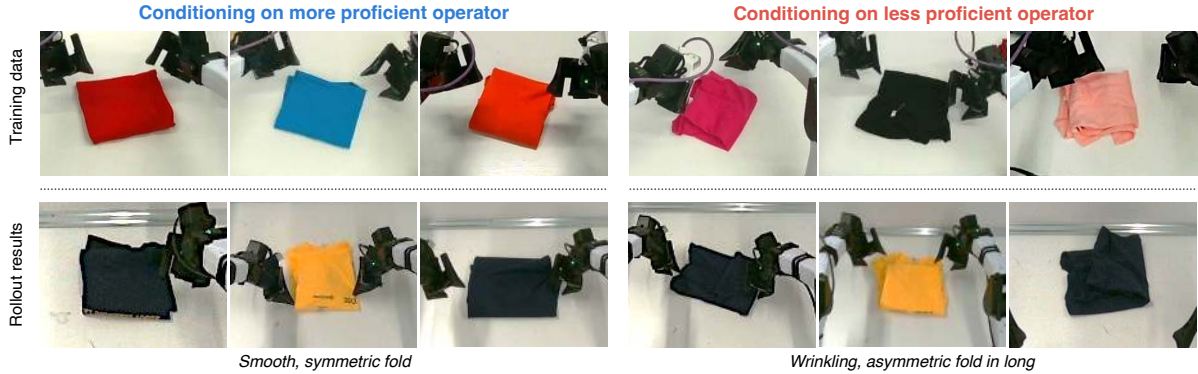 Conditioning on more proficient operator
Conditioning on less proficient operator
Training data
Rollout results
Smooth, symmetric fold
Wrinkling, asymmetric fold in long